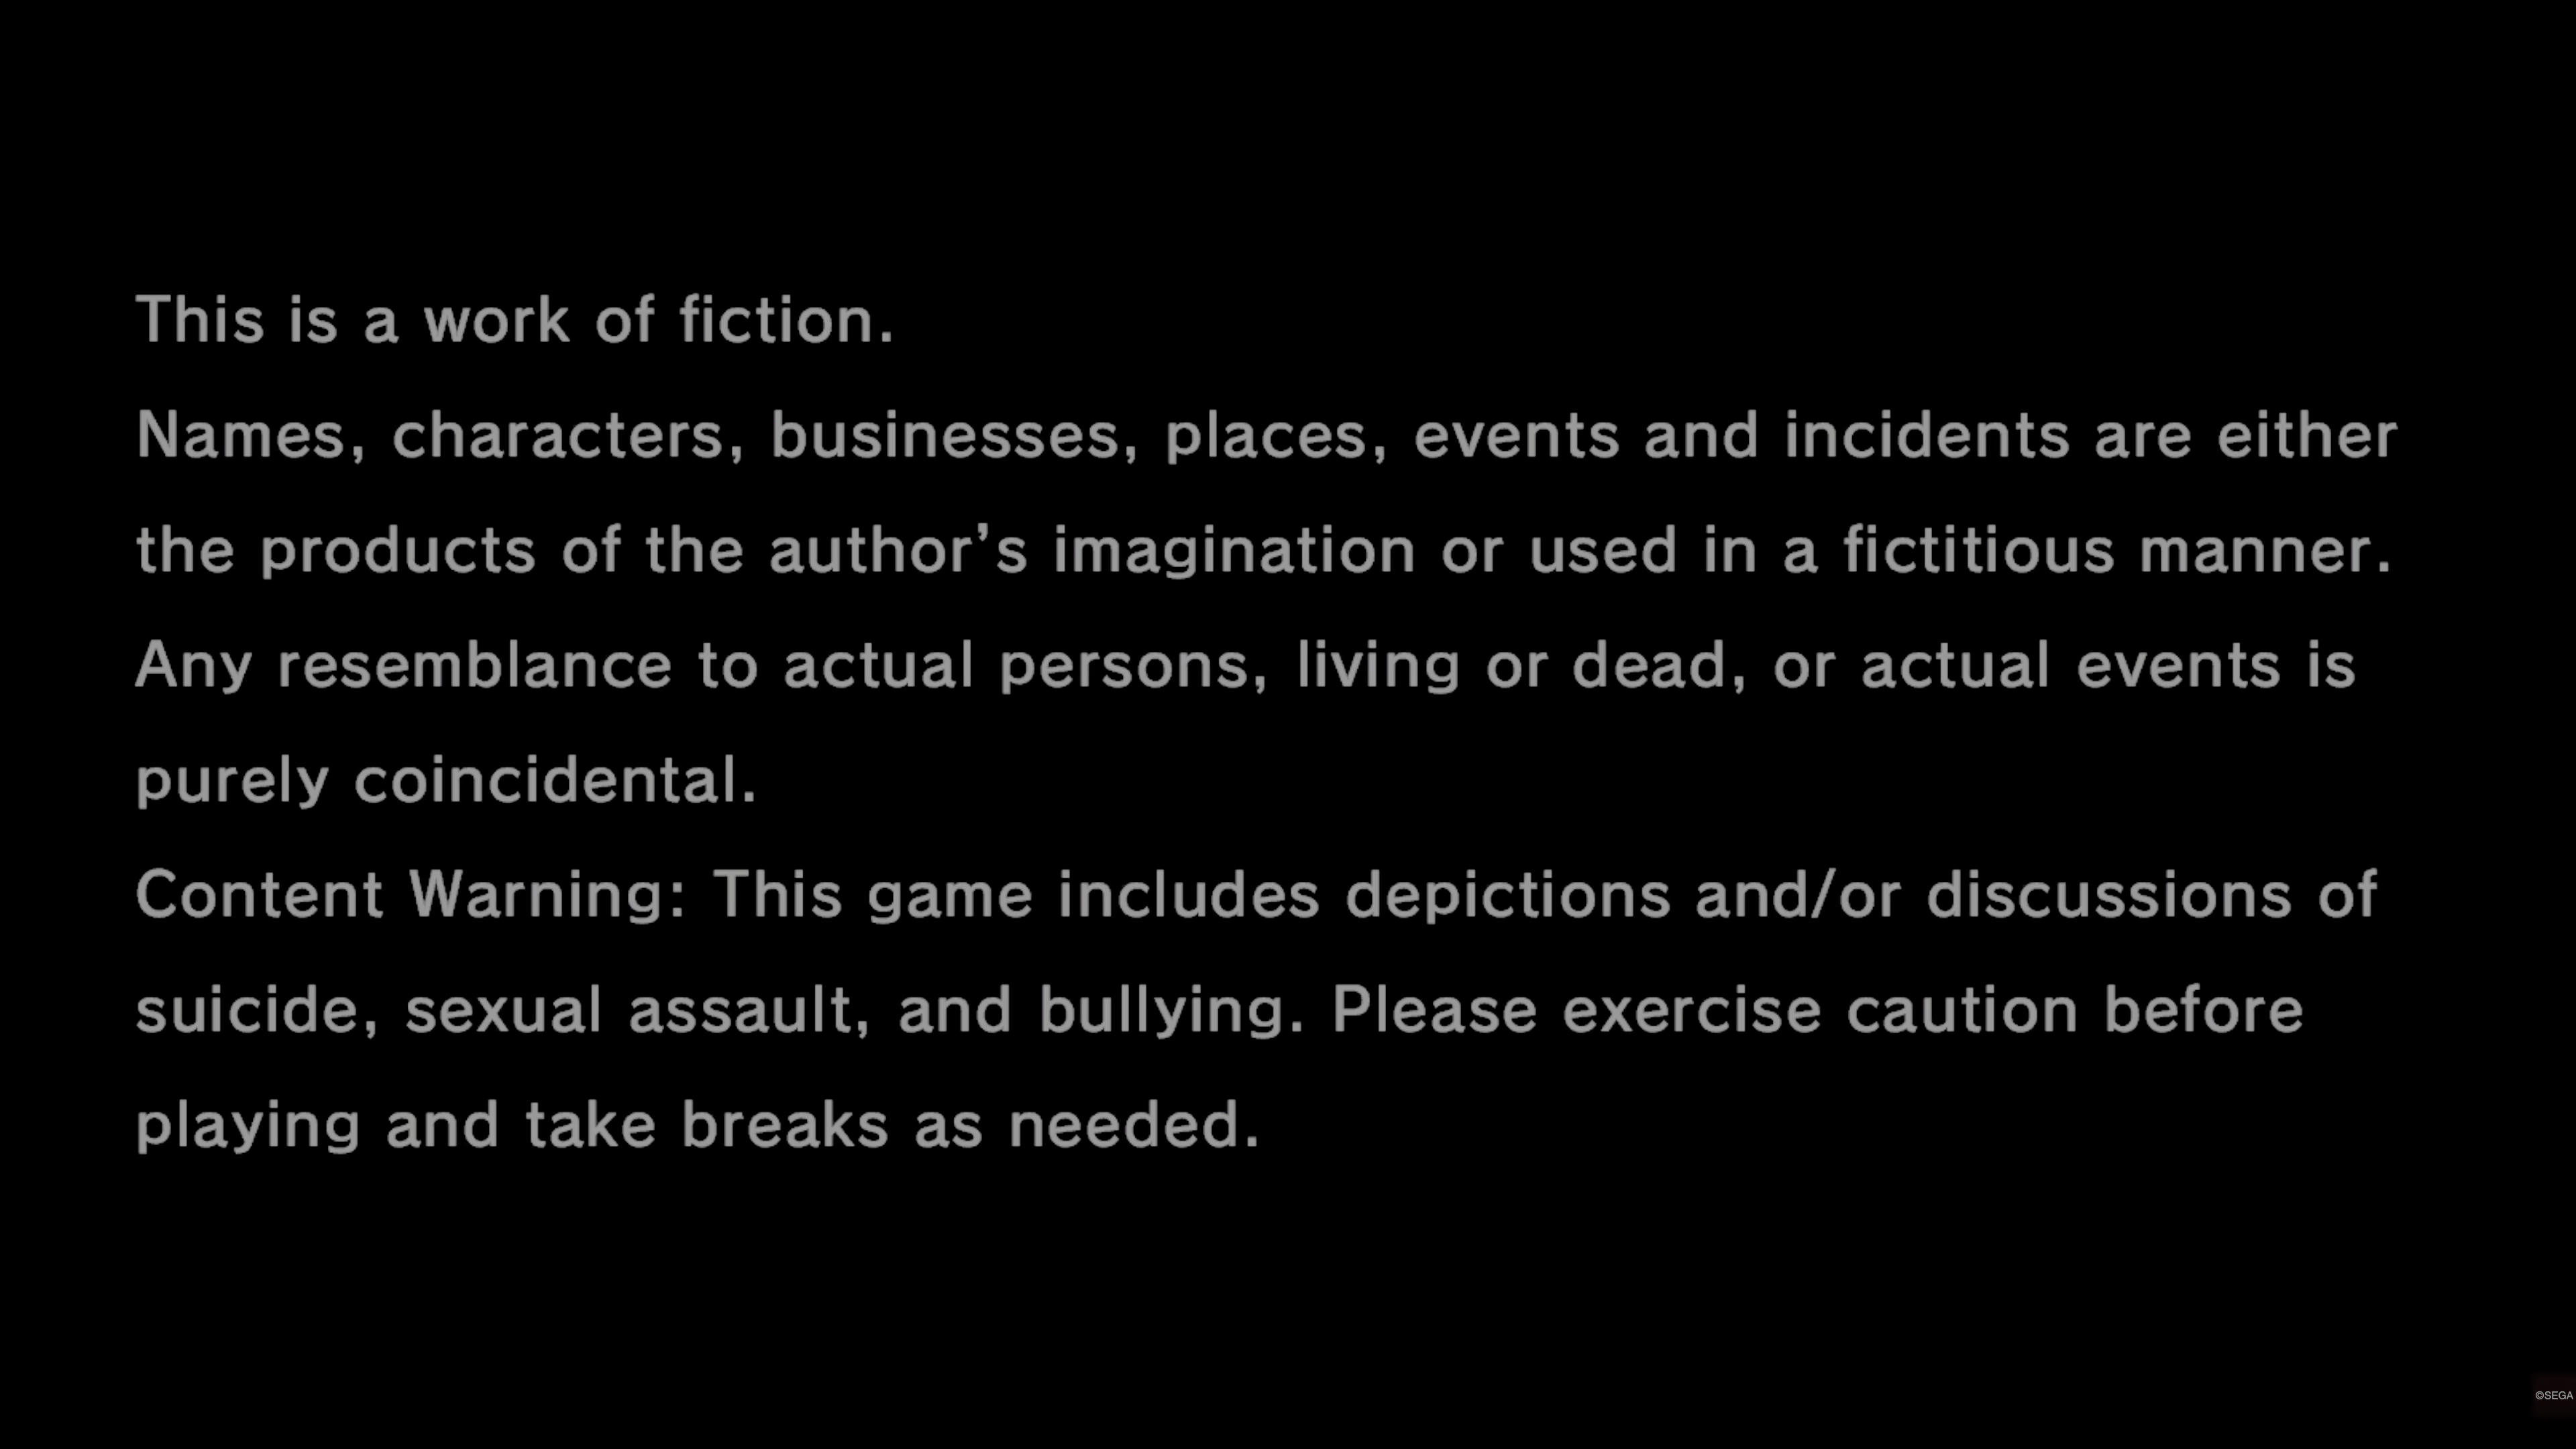 This is a work of fiction.
Names, characters, businesses, places, events and incidents are either
the products of the author’s imagination or used in a fictitious manner.
Any resemblance to actual persons, living or dead, or actual events is
purely coincidental.
Content Warning: This game includes depictions and/or discussions of
suicide, sexual assault, and bullying. Please exercise caution before
playing and take breaks as needed.
©SEGA